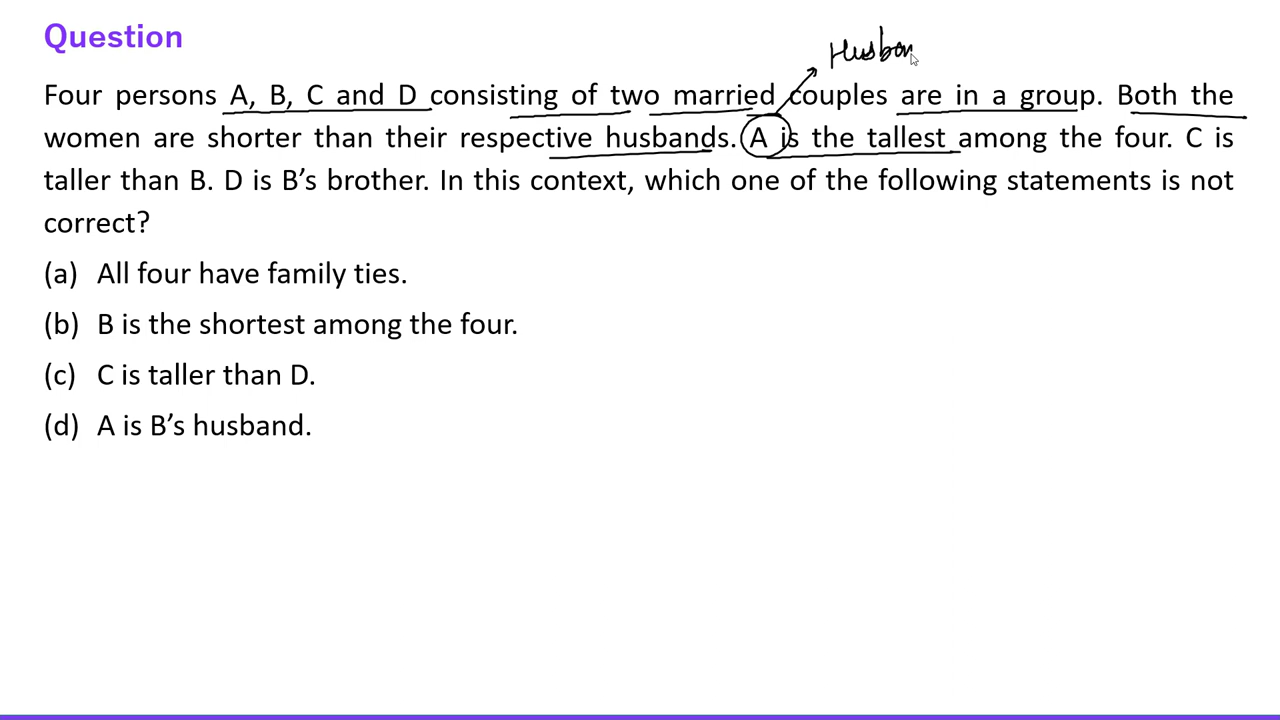 Question
Husban
Four persons A, B, C and D consisting of two married couples are in a group. Both the
women are shorter than their respective husbands. A is the tallest among the four. C is
taller than B. D is B’s brother. In this context, which one of the following statements is not
correct?
(a) All four have family ties.
(b) B is the shortest among the four.
(c) C is taller than D.
(d) A is B’s husband.